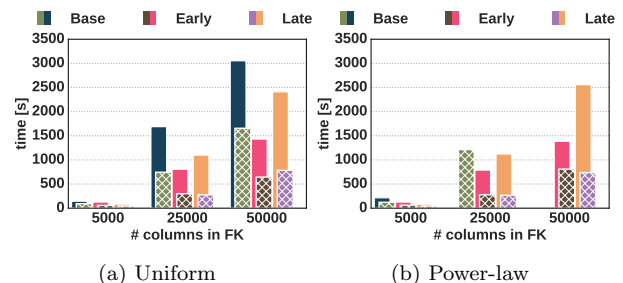 Base Early Late
Base Early Late
3500
3000
2500
2000
1500
1000
500
0
time [s]
5000 25000 50000
# columns in FK
3500
3000
2500
2000
1500
1000
500
0
time [s]
5000 25000 50000
# columns in FK
(a) Uniform
(b) Power-law